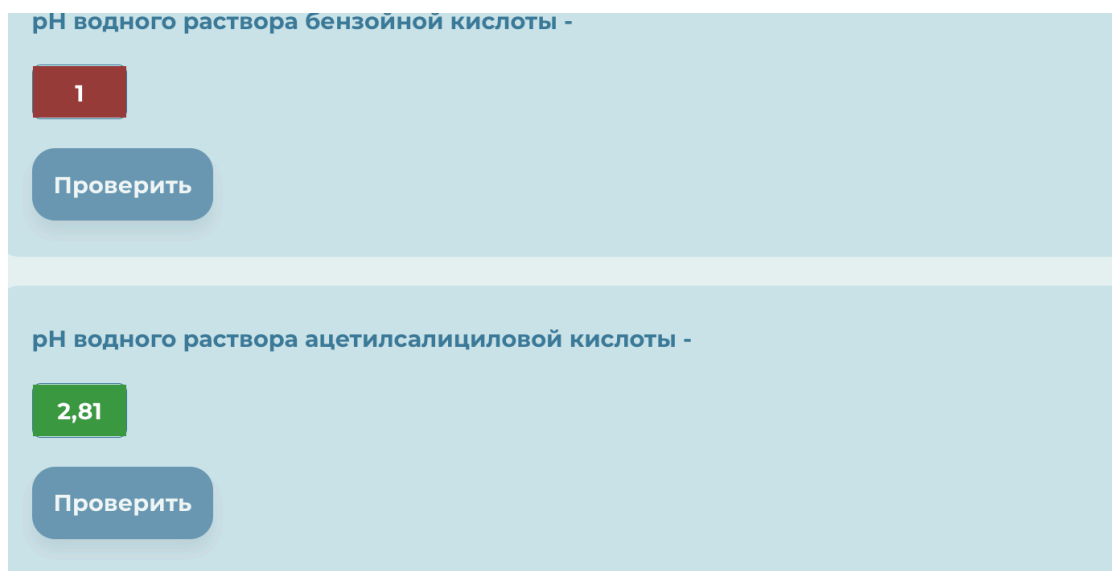 pH водного раствора бензойной кислоты -
1
Проверить
pH водного раствора ацетилсалициловой кислоты -
2,81
Проверить